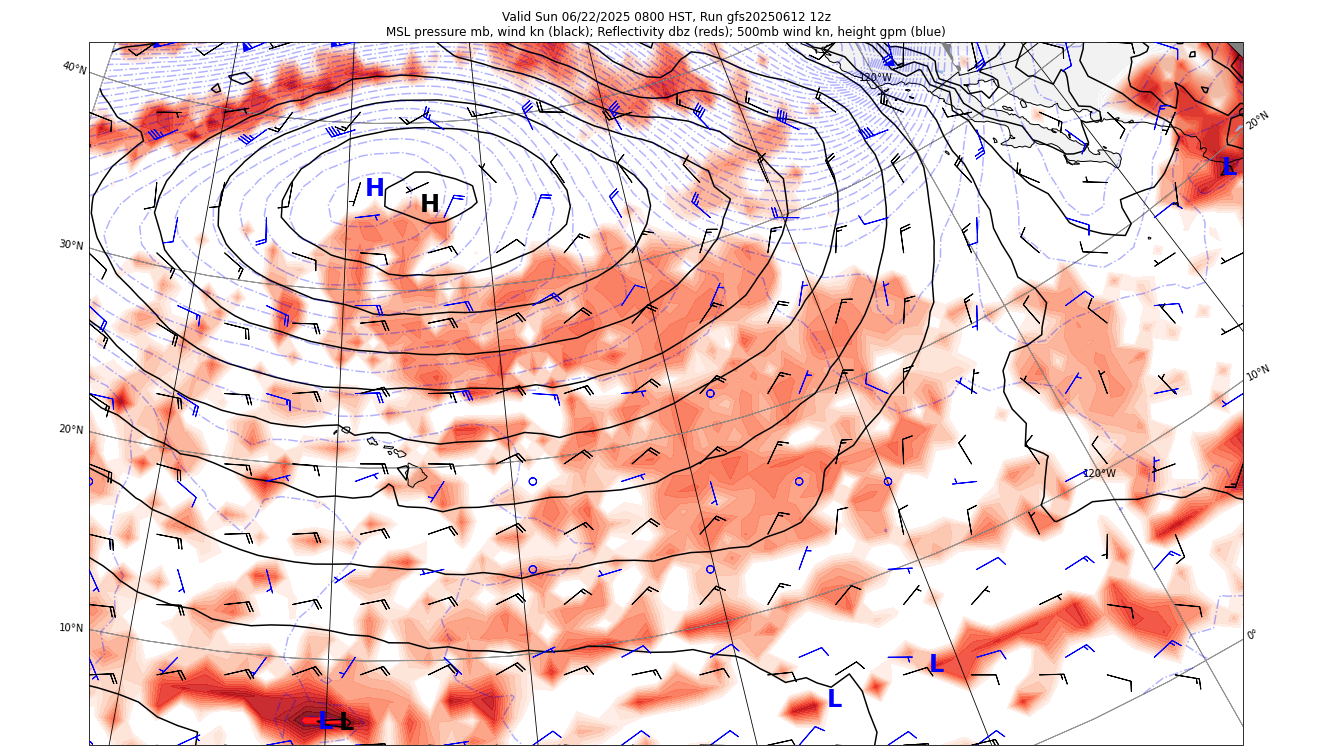 Valid Sun 06/22/2025 0800 HST, Run gfs20250612 12z
MSL pressure mb, wind kn (black); Reflectivity dbz (reds); 500mb wind kn, height gpm (blue)
40°N
120°W
20°N
L
H
H
30°N
10°N
20°N
120°W
10°N
0°
L
L
L
L